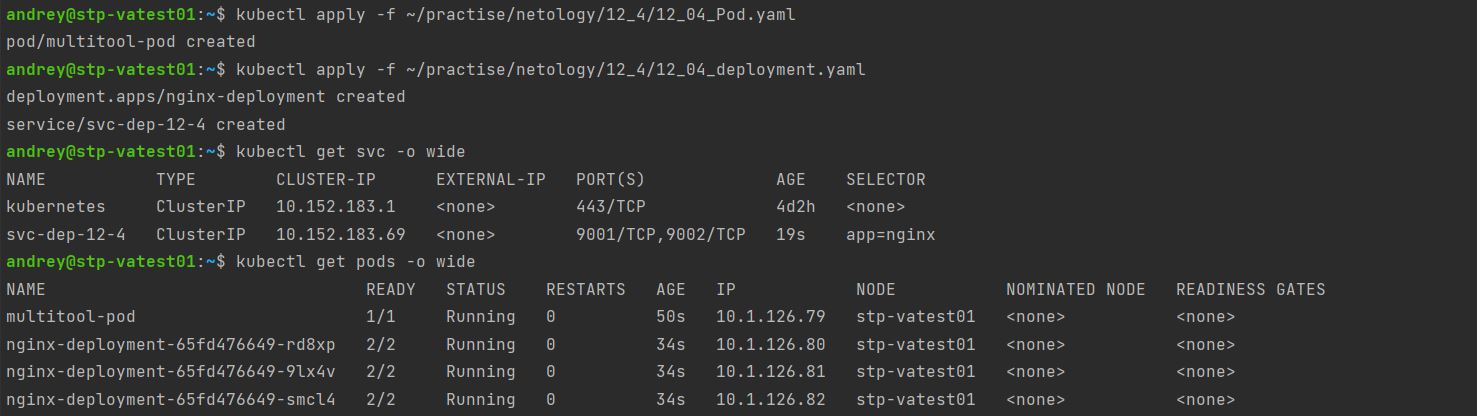 andrey@stp-vatest01:~$ kubectl apply -f ~/practise/netology/12_4/12_04_Pod.yaml
pod/multitool-pod created
andrey@stp-vatest01:~$ kubectl apply -f ~/practise/netology/12_4/12_04_deployment.yaml
deployment.apps/nginx-deployment created
service/svc-dep-12-4 created
andrey@stp-vatest01:~$ kubectl get svc -o wide
NAME           TYPE        CLUSTER-IP      EXTERNAL-IP   PORT(S)             AGE    SELECTOR
kubernetes     ClusterIP   10.152.183.1    <none>        443/TCP             4d2h   <none>
svc-dep-12-4   ClusterIP   10.152.183.69   <none>        9001/TCP,9002/TCP   19s    app=nginx
andrey@stp-vatest01:~$ kubectl get pods -o wide
NAME                                READY   STATUS    RESTARTS   AGE   IP            NODE           NOMINATED NODE   READINESS GATES
multitool-pod                       1/1     Running   0          50s   10.1.126.79   stp-vatest01   <none>           <none>
nginx-deployment-65fd476649-rd8xp   2/2     Running   0          34s   10.1.126.80   stp-vatest01   <none>           <none>
nginx-deployment-65fd476649-9lx4v   2/2     Running   0          34s   10.1.126.81   stp-vatest01   <none>           <none>
nginx-deployment-65fd476649-smcl4   2/2     Running   0          34s   10.1.126.82   stp-vatest01   <none>           <none>